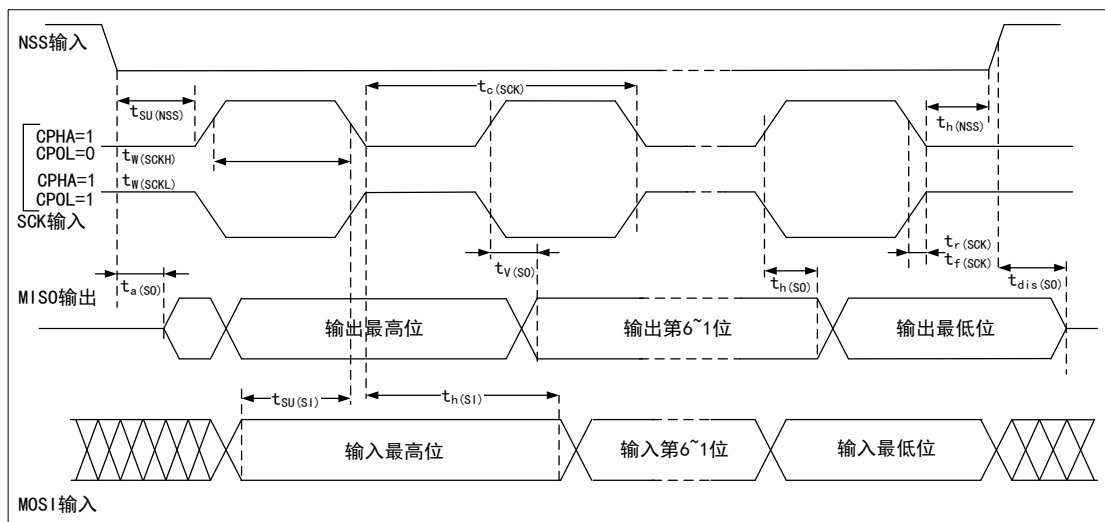 NSS输入
tc(SCK)
tSU(NSS)
th(NSS)
CPHA=1
CPOL=0
tW(SCKH)
CPHA=1
tW(SCKL)
CPOL=1
SCK输入
tr(SCK)
tV(SO)
tf(SCK)
ta(SO)
th(SO)
tdis(SO)
MISO输出
输出最高位
输出第6~1位
输出最低位
tSU(SI)
th(SI)
输入最高位
输入第6~1位
输入最低位
MOSI输入